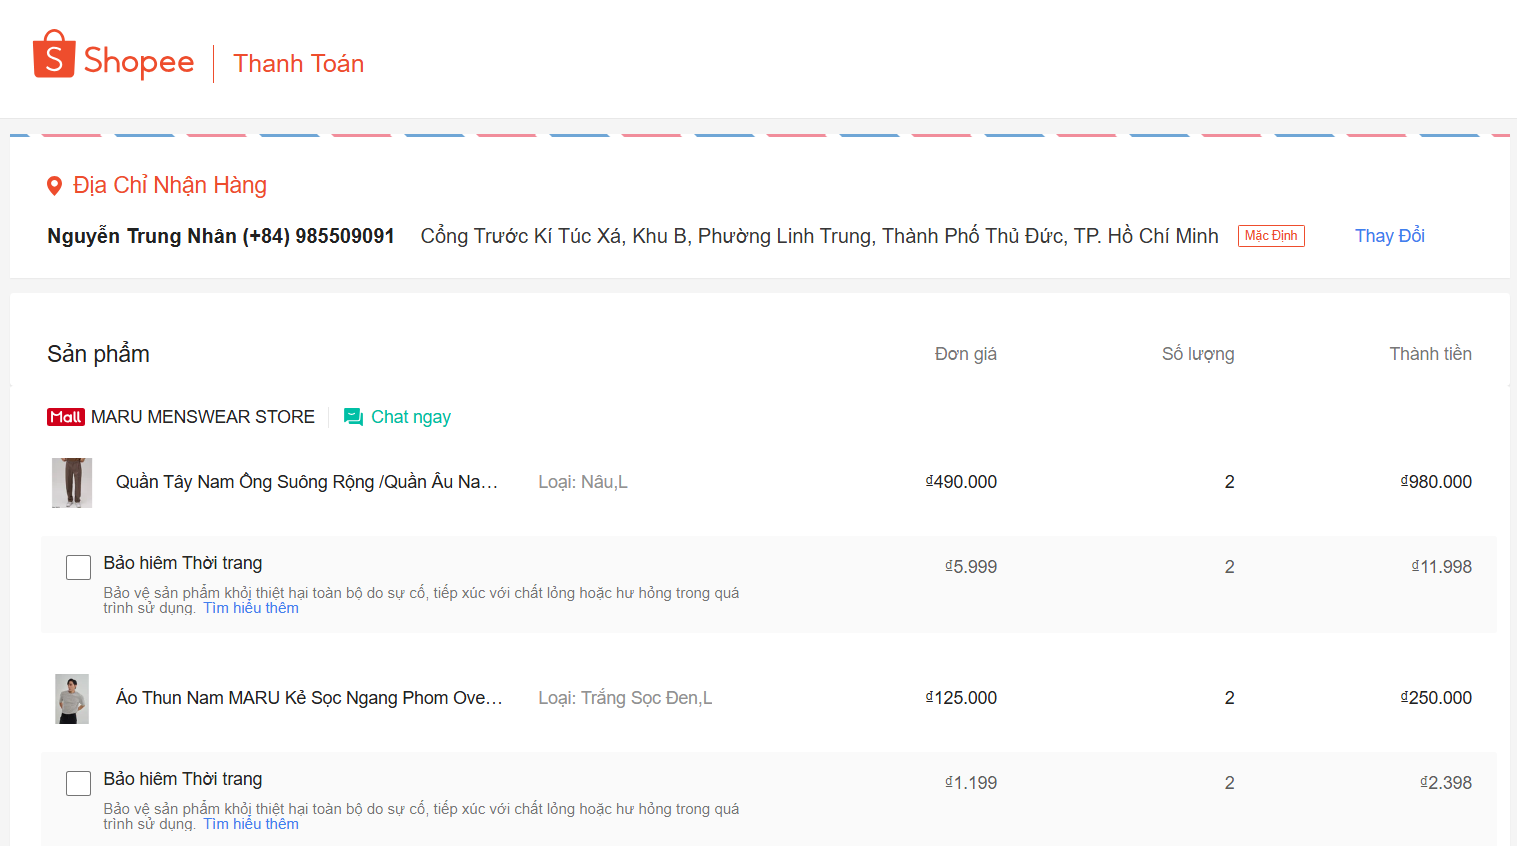 Shopee Thanh Toán
Địa Chỉ Nhận Hàng
Nguyễn Trung Nhân (+84) 985509091 Cổng Trước Kí Túc Xá, Khu B, Phường Linh Trung, Thành Phố Thủ Đức, TP. Hồ Chí Minh Mặc Định Thay Đổi
Sản phẩm Đơn giá Số lượng Thành tiền
Mall MARU MENSWEAR STORE Chat ngay
Quần Tây Nam Ống Suông Rộng /Quần Âu Na... Loại: Nâu,L ₫490.000 2 ₫980.000
Bảo hiểm Thời trang ₫5.999 2 ₫11.998
Bảo vệ sản phẩm khỏi thiệt hại toàn bộ do sự cố, tiếp xúc với chất lỏng hoặc hư hỏng trong quá
trình sử dụng. Tìm hiểu thêm
Áo Thun Nam MARU Kẻ Sọc Ngang Phom Ove... Loại: Trắng Sọc Đen,L ₫125.000 2 ₫250.000
Bảo hiểm Thời trang ₫1.199 2 ₫2.398
Bảo vệ sản phẩm khỏi thiệt hại toàn bộ do sự cố, tiếp xúc với chất lỏng hoặc hư hỏng trong quá
trình sử dụng. Tìm hiểu thêm